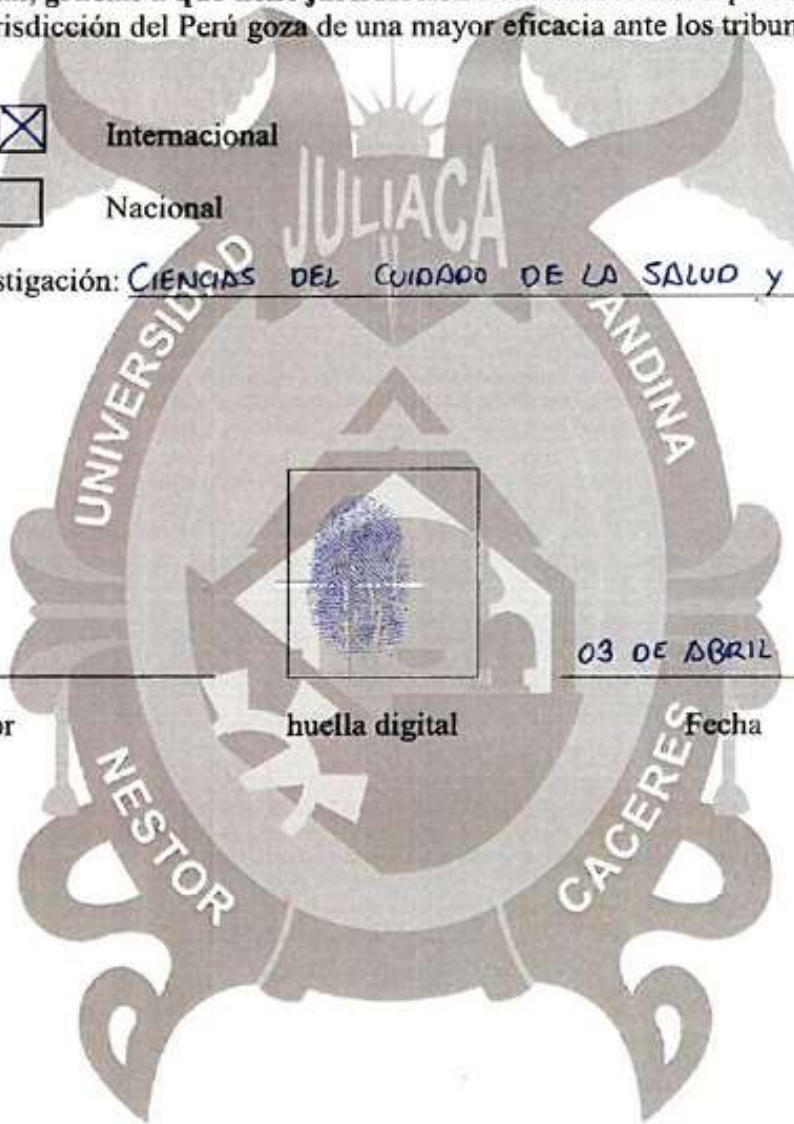 risdicción del Perú goza de una mayor eficacia ante los tribun
Internacional
Nacional
stigación: CIENCIAS DEL CUIDADO DE LA SALUD Y
JULIACA
UNIVERSIDAD
ANDINA
03 DE ABRIL
or
huella digital
Fecha
NESTOR
CACERES